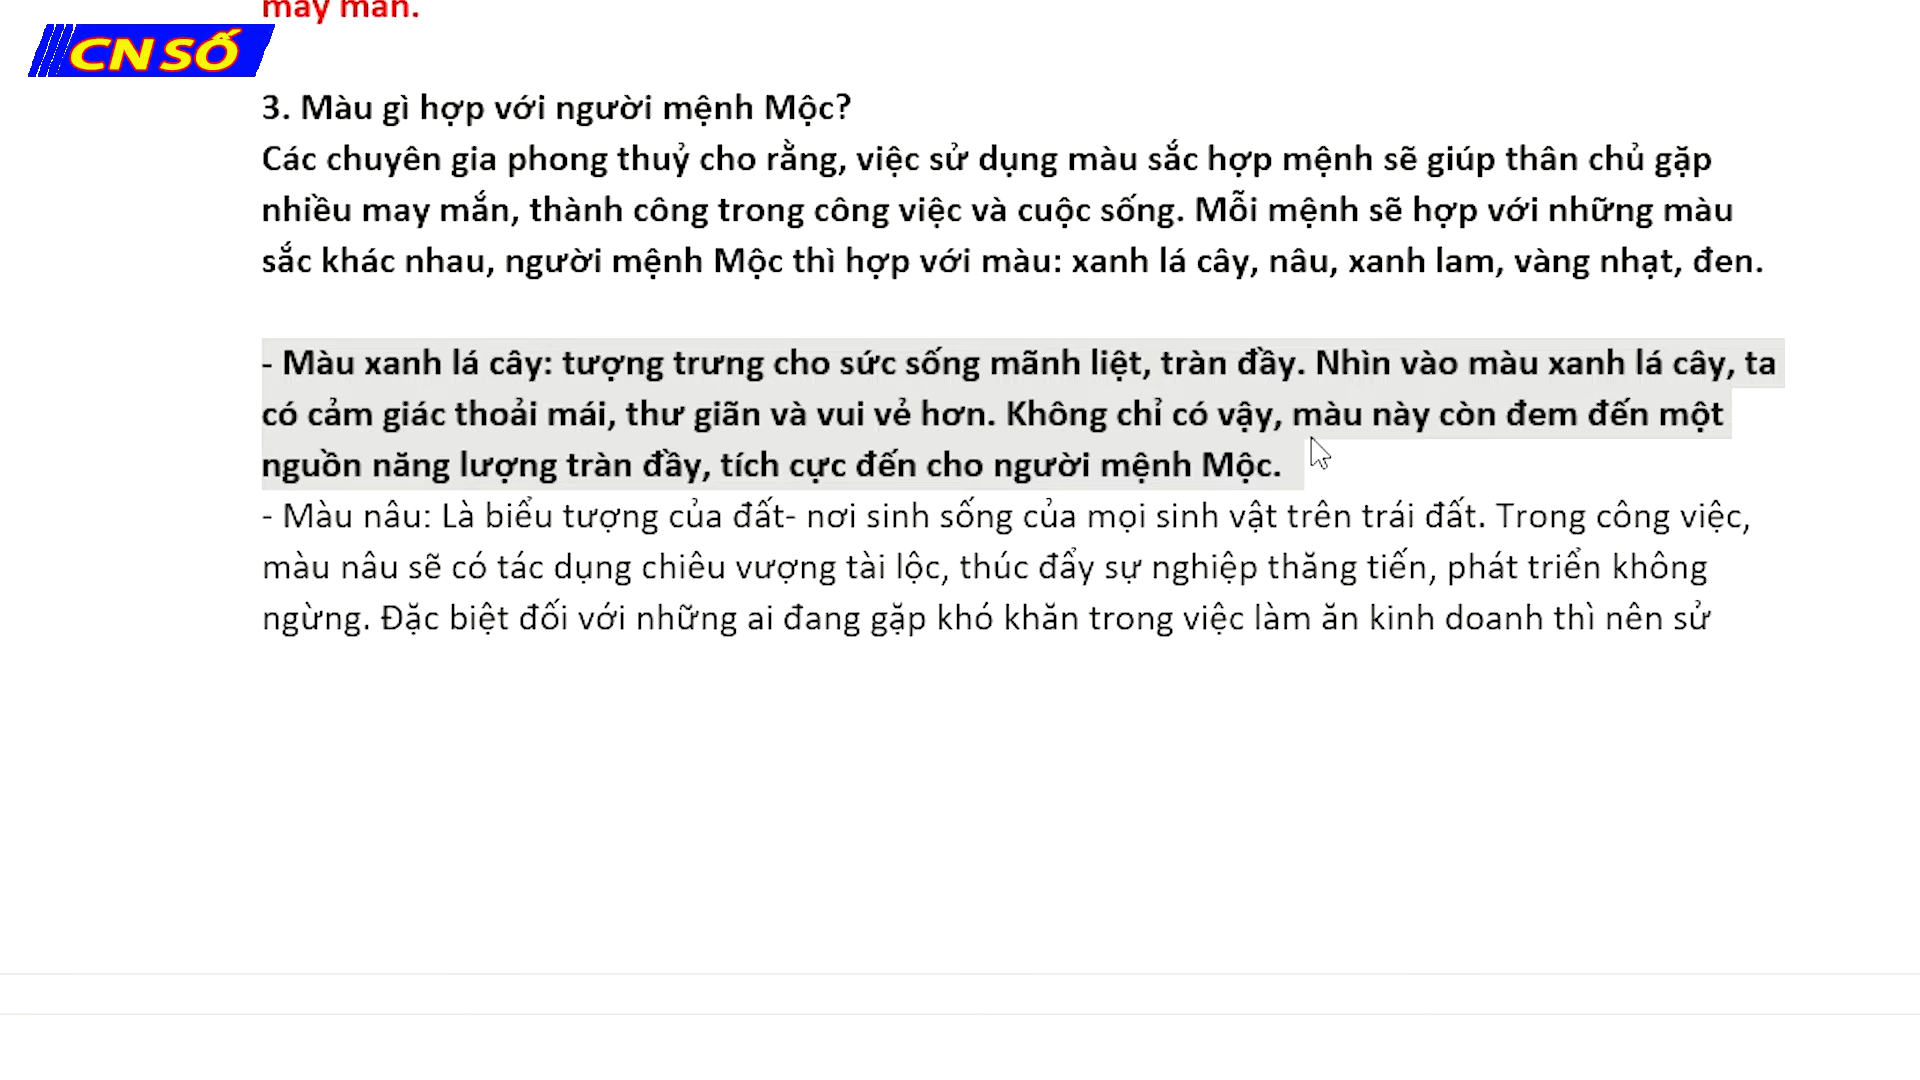 may mắn.
CN SỐ
3. Màu gì hợp với người mệnh Mộc?
Các chuyên gia phong thuỷ cho rằng, việc sử dụng màu sắc hợp mệnh sẽ giúp thân chủ gặp
nhiều may mắn, thành công trong công việc và cuộc sống. Mỗi mệnh sẽ hợp với những màu
sắc khác nhau, người mệnh Mộc thì hợp với màu: xanh lá cây, nâu, xanh lam, vàng nhạt, đen.
- Màu xanh lá cây: tượng trưng cho sức sống mãnh liệt, tràn đầy. Nhìn vào màu xanh lá cây, ta
có cảm giác thoải mái, thư giãn và vui vẻ hơn. Không chỉ có vậy, màu này còn đem đến một
nguồn năng lượng tràn đầy, tích cực đến cho người mệnh Mộc.
- Màu nâu: Là biểu tượng của đất- nơi sinh sống của mọi sinh vật trên trái đất. Trong công việc,
màu nâu sẽ có tác dụng chiêu vượng tài lộc, thúc đẩy sự nghiệp thăng tiến, phát triển không
ngừng. Đặc biệt đối với những ai đang gặp khó khăn trong việc làm ăn kinh doanh thì nên sử